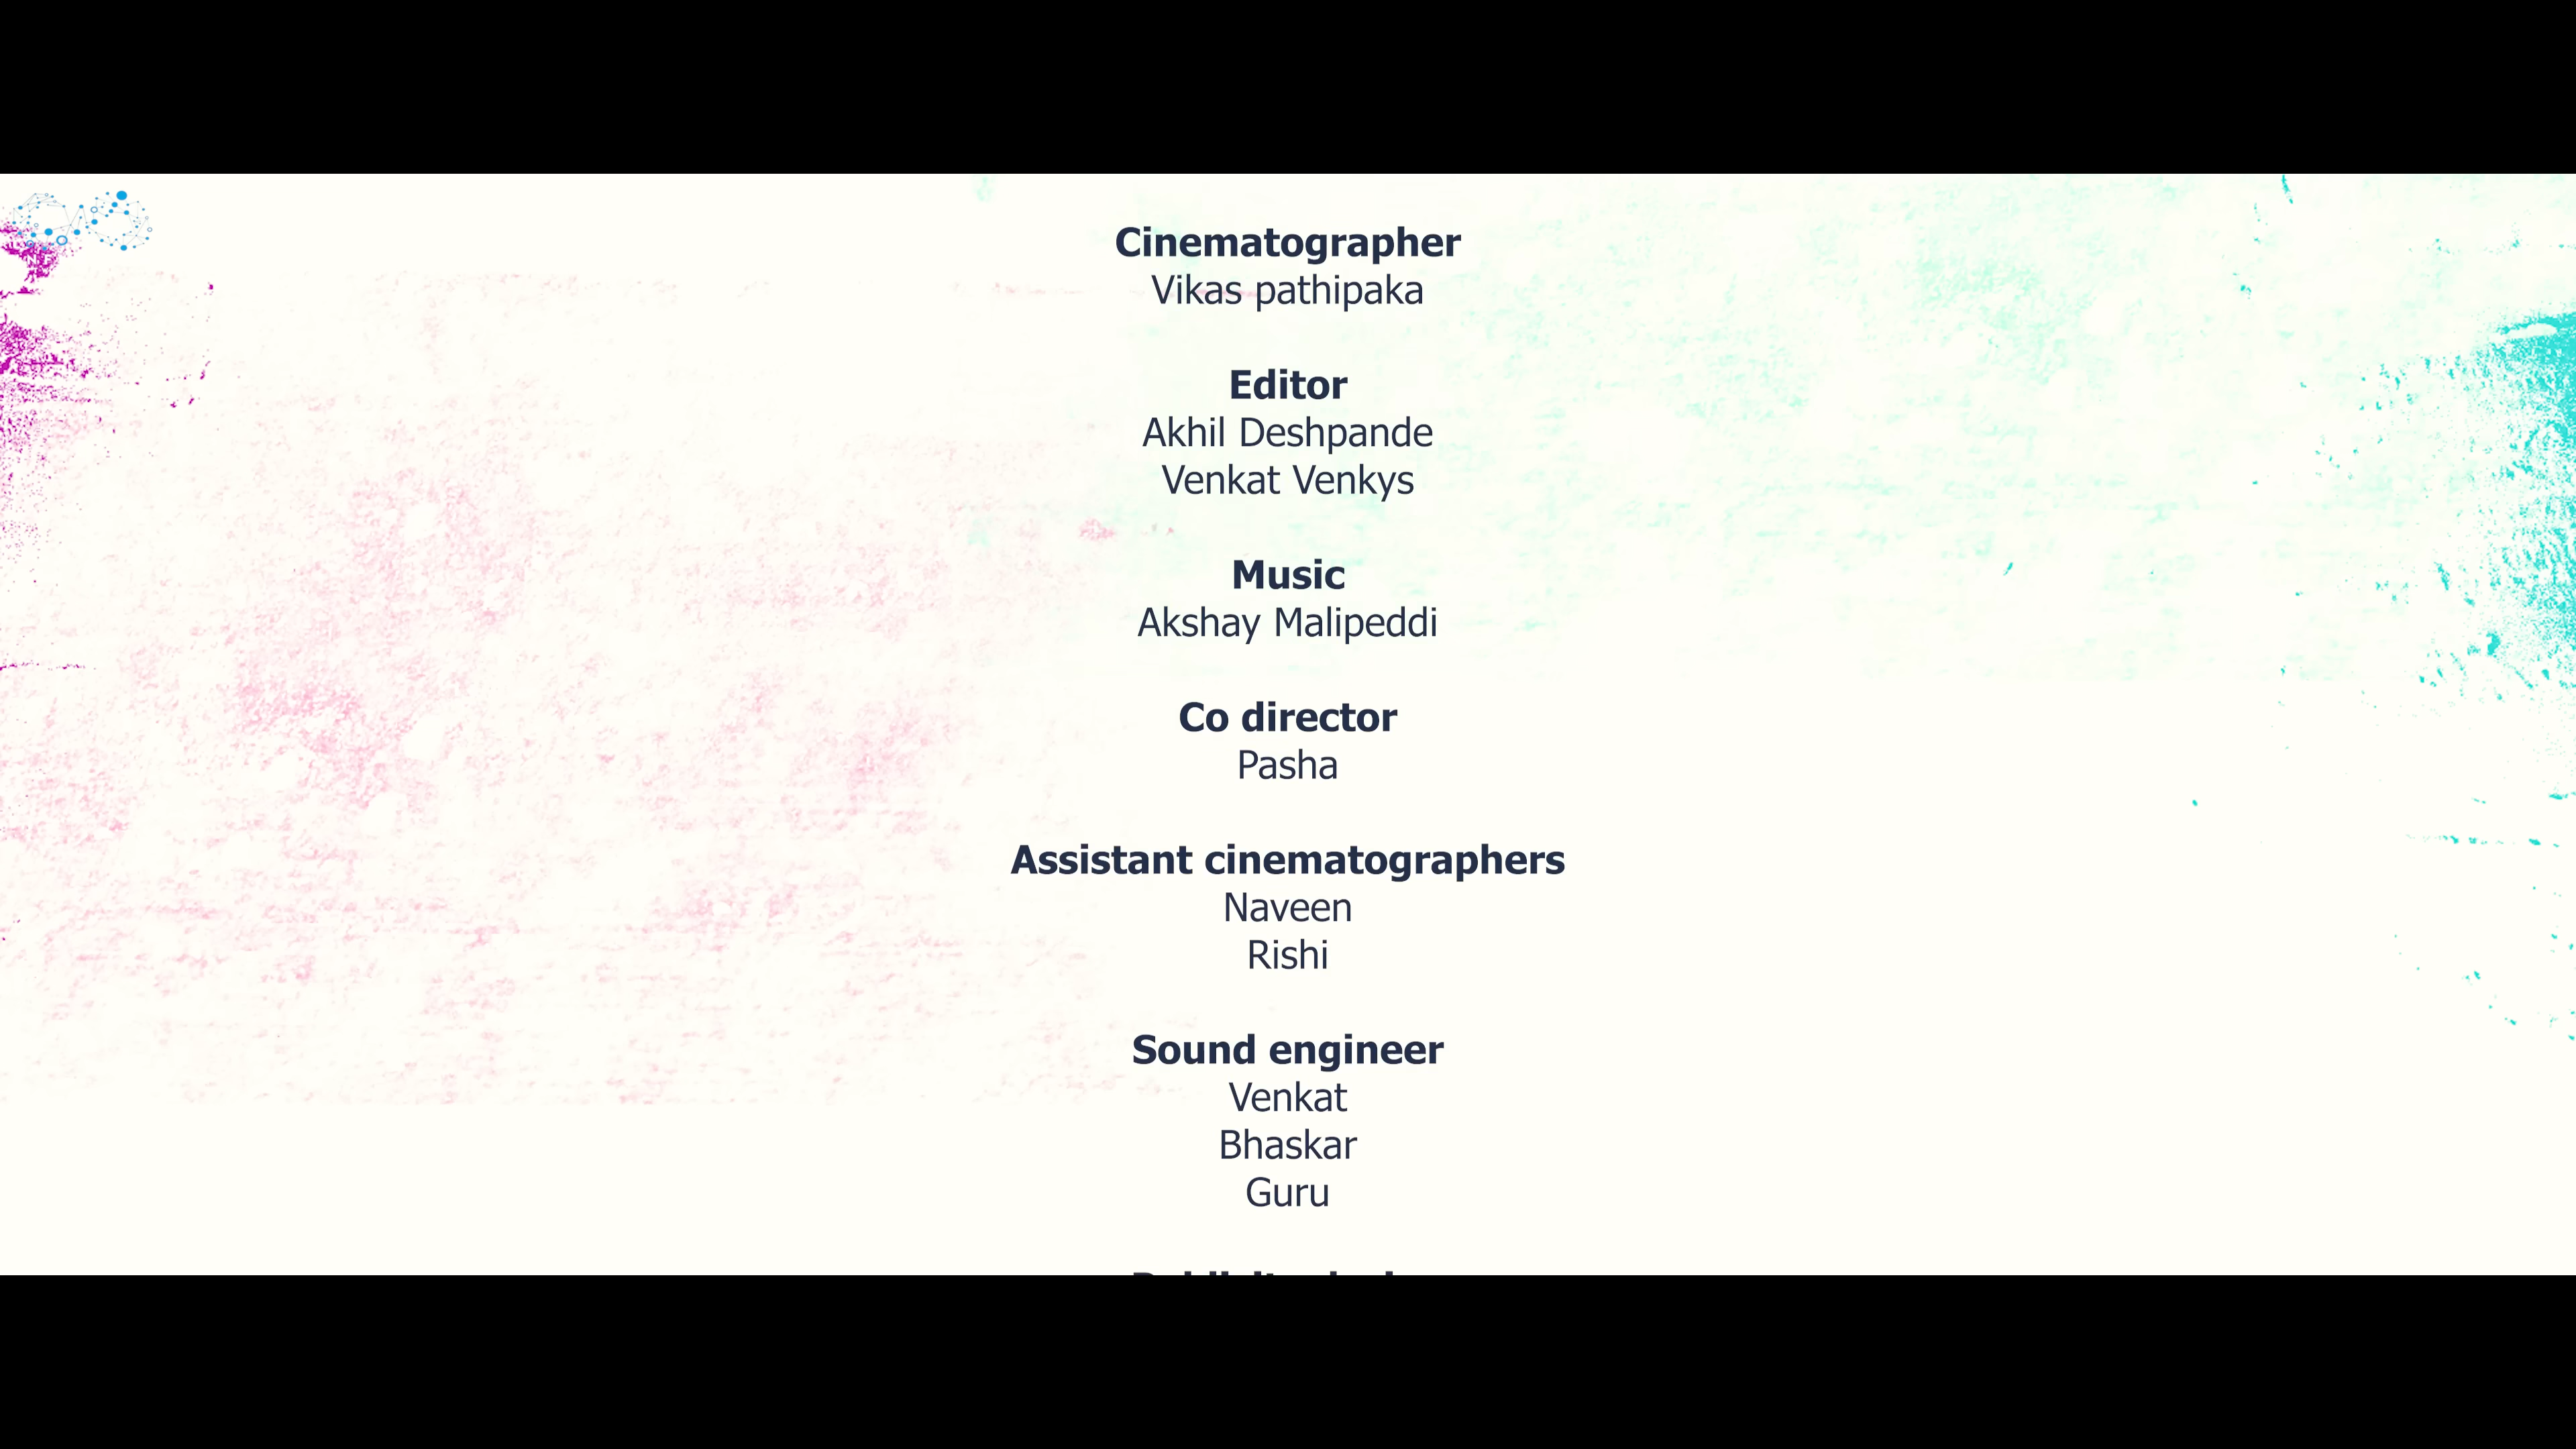 Cinematographer
Vikas pathipaka
Editor
Akhil Deshpande
Venkat Venkys
Music
Akshay Malipeddi
Co director
Pasha
Assistant cinematographers
Naveen
Rishi
Sound engineer
Venkat
Bhaskar
Guru